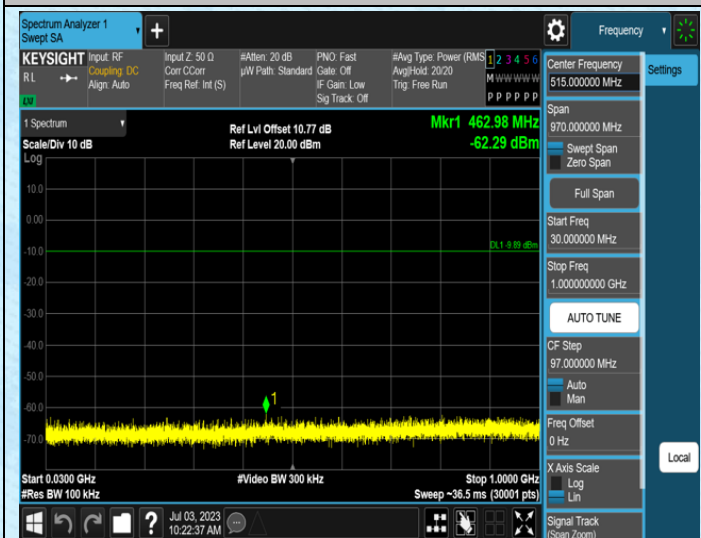 Spectrum Analyzer 1
Swept SA
Frequency
KEYSIGHT
RL
Input: RF
Coupling: DC
Align: Auto
Input Z: 50 Ω
Corr CCorr
Freq Ref: Int (S)
#Atten: 20 dB
µW Path: Standard
PNO: Fast
Gate: Off
IF Gain: Low
Sig Track: Off
#Avg Type: Power (RMS
Avg|Hold: 20/20
Trig: Free Run
1 2 3 4 5 6
M W W W W W
P P P P P P
1 Spectrum
Scale/Div 10 dB
Log
Ref Lvl Offset 10.77 dB
Ref Level 20.00 dBm
Mkr1 462.98 MHz
-62.29 dBm
10.0
0.00
-10.0
DL1 -9.89 dBm
-20.0
-30.0
-40.0
-50.0
-60.0
-70.0
1
Start 0.0300 GHz
#Res BW 100 kHz
#Video BW 300 kHz
Stop 1.0000 GHz
Sweep ~36.5 ms (30001 pts)
Jul 03, 2023
10:22:37 AM
Center Frequency
515.000000 MHz
Settings
Span
970.000000 MHz
Swept Span
Zero Span
Full Span
Start Freq
30.000000 MHz
Stop Freq
1.000000000 GHz
AUTO TUNE
CF Step
97.000000 MHz
Auto
Man
Freq Offset
0 Hz
X Axis Scale
Log
Lin
Signal Track
(Span Zoom)
Local